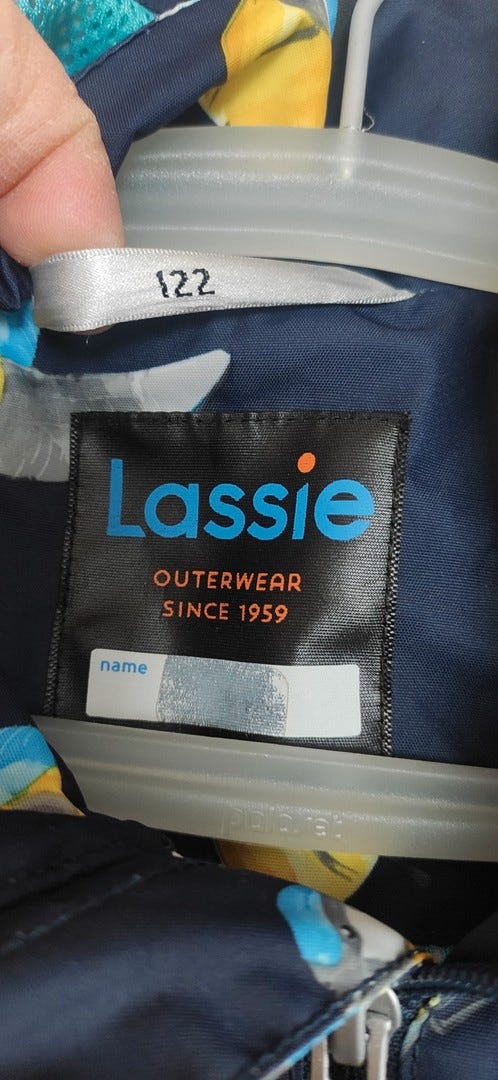 122
Lassie
OUTERWEAR
SINCE 1959
name